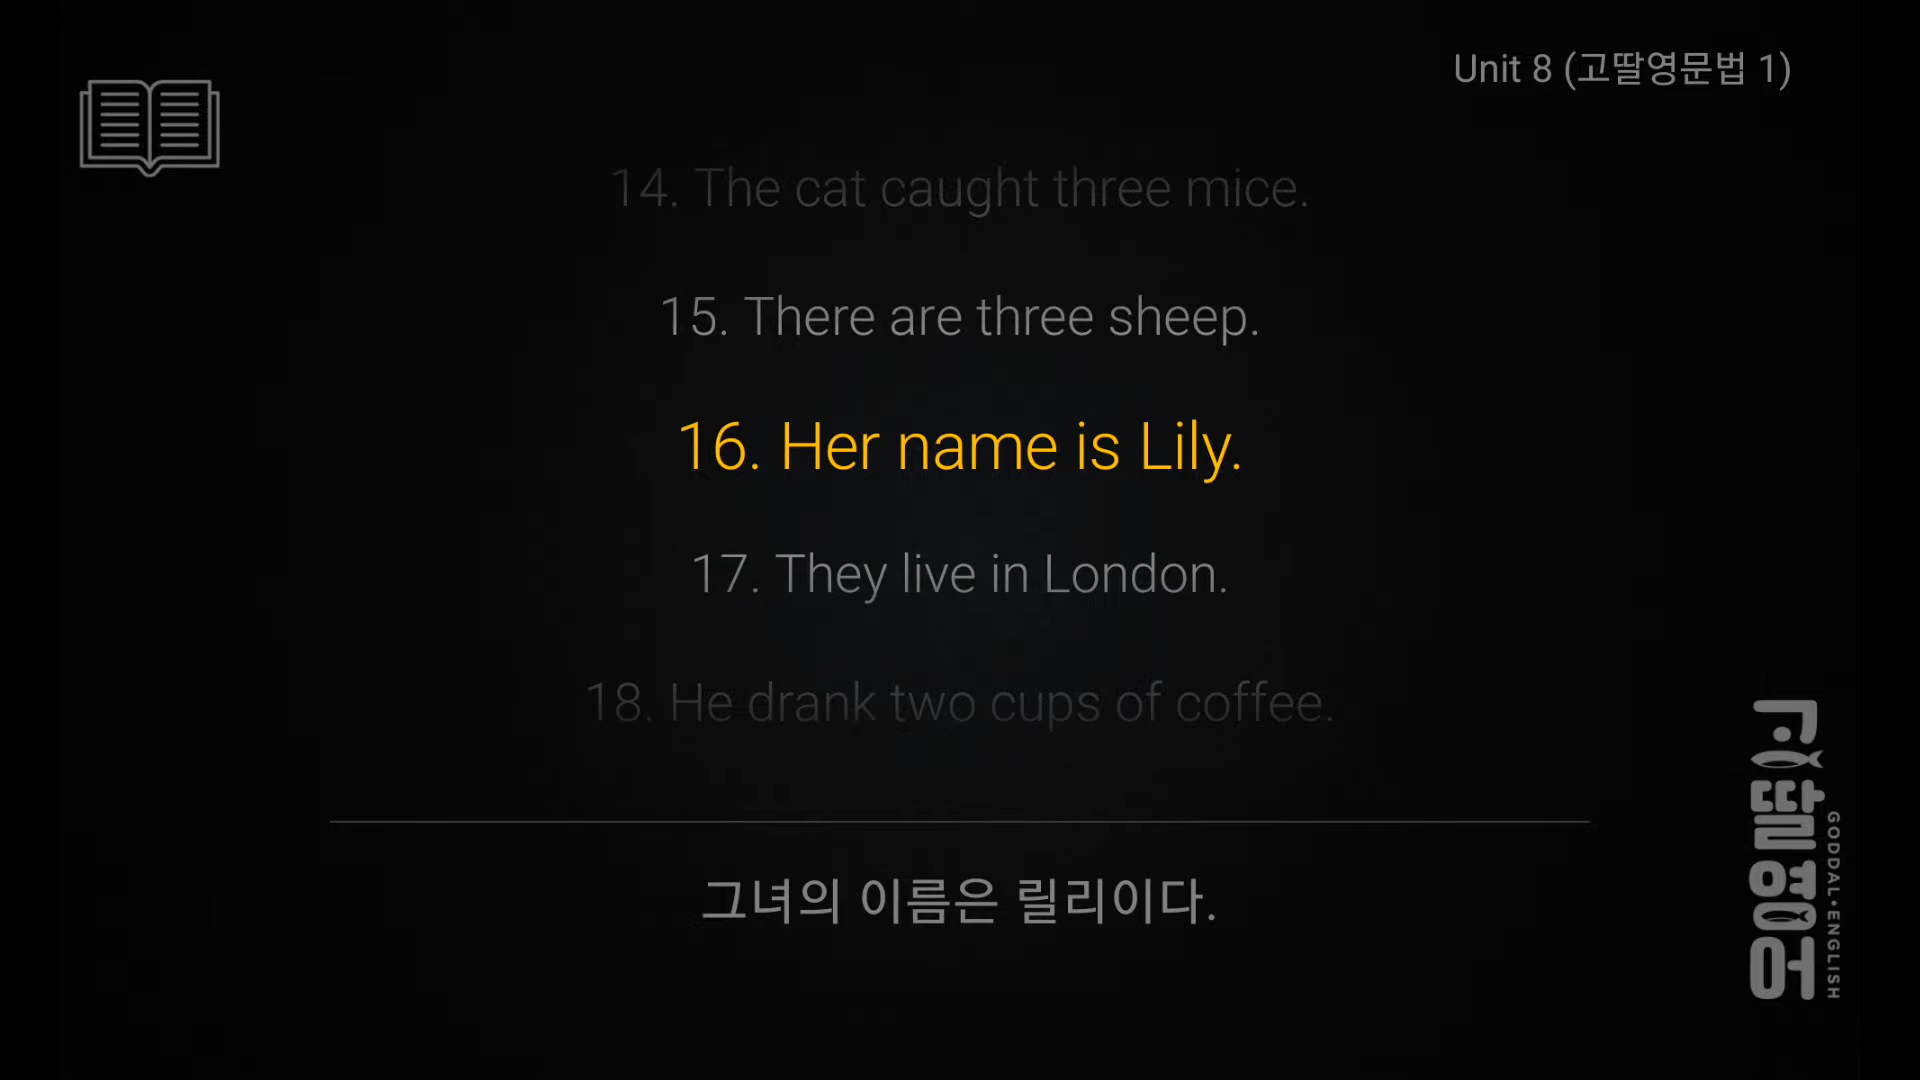 Unit 8 (고딸영문법 1)
14. The cat caught three mice.
15. There are three sheep.
16. Her name is Lily.
17. They live in London.
18. He drank two cups of coffee.
그녀의 이름은 릴리이다.
고딸영어
GODDAL•ENGLISH